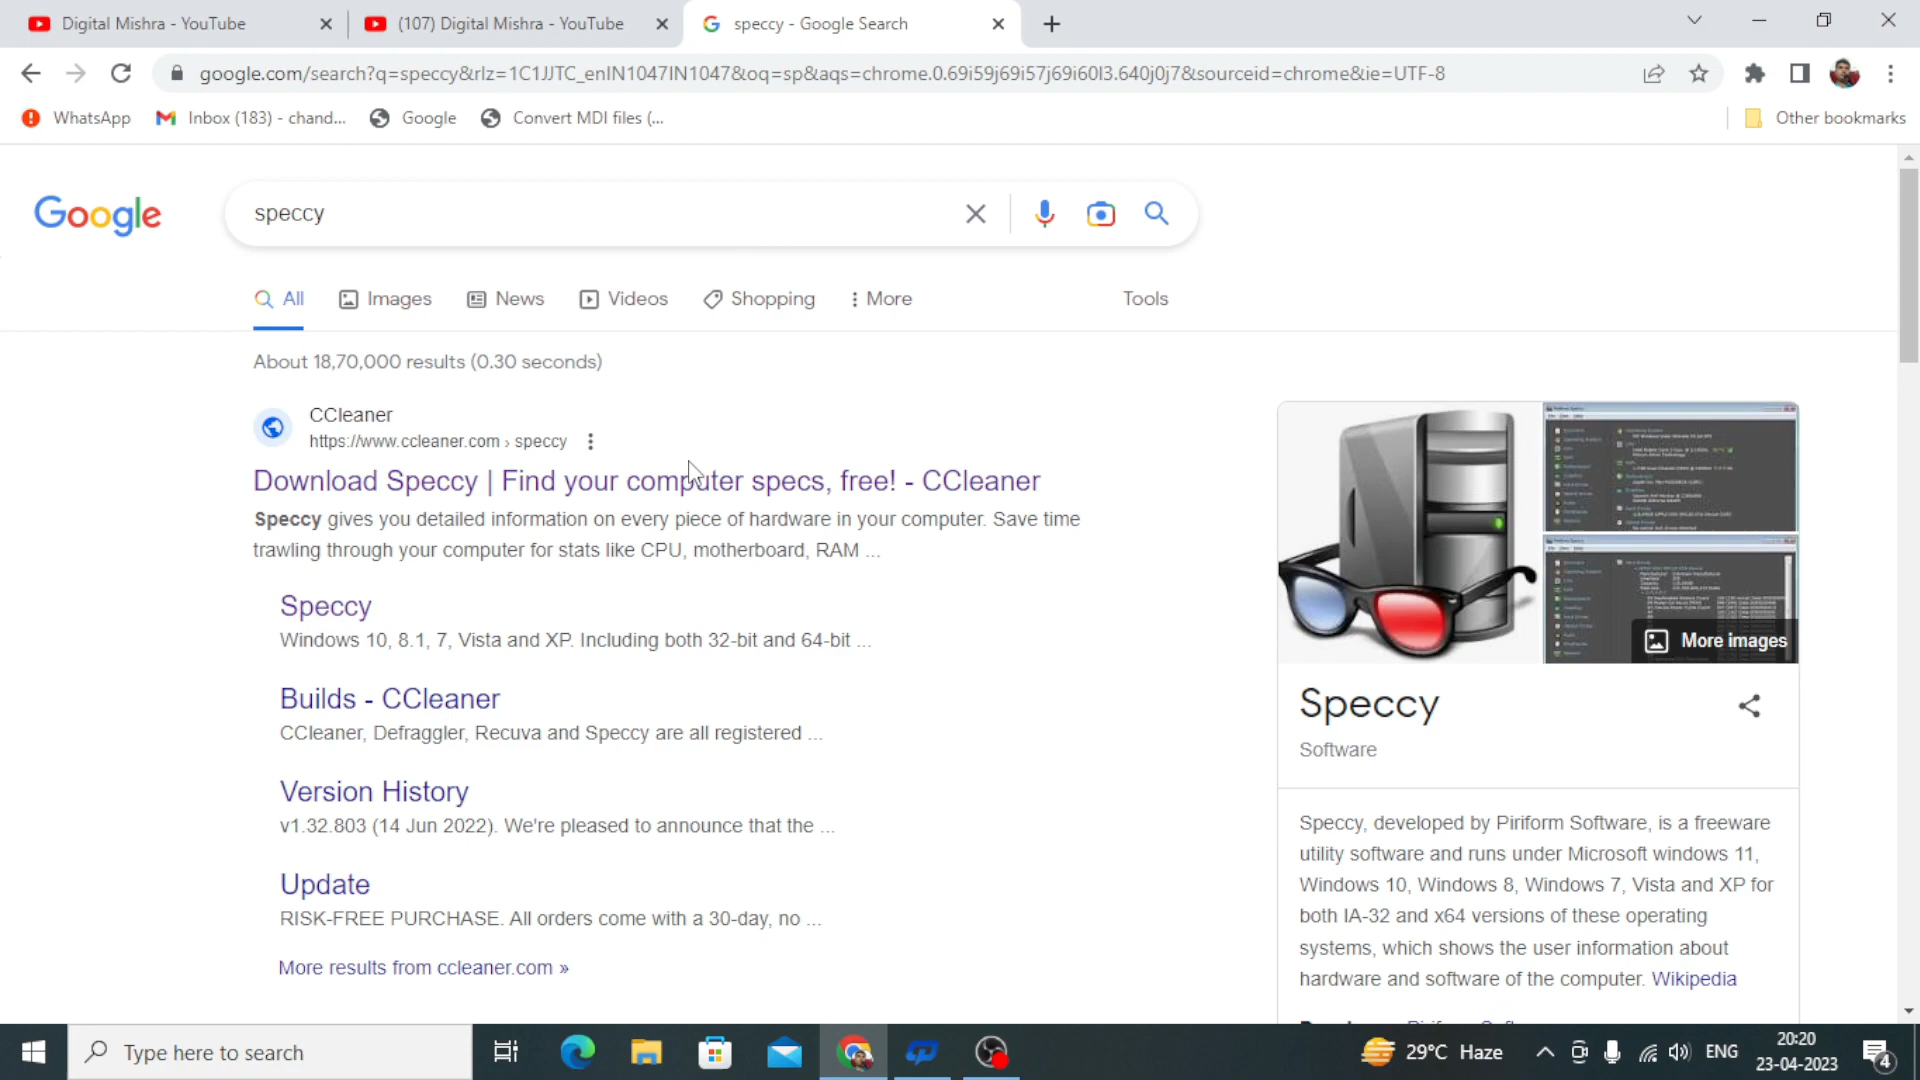 Digital Mishra - YouTube
(107) Digital Mishra - YouTube
speccy - Google Search
google.com/search?q=speccy&rlz=1C1JJTC_enIN1047IN1047&oq=sp&aqs=chrome.0.69i59j69i57j69i60l3.640j0j7&sourceid=chrome&ie=UTF-8
WhatsApp
Inbox (183) - chand...
Google
Convert MDI files (...
Other bookmarks
Google
speccy
All
Images
News
Videos
Shopping
More
Tools
About 18,70,000 results (0.30 seconds)
CCleaner
https://www.ccleaner.com › speccy
Download Speccy | Find your computer specs, free! - CCleaner
Speccy gives you detailed information on every piece of hardware in your computer. Save time
trawling through your computer for stats like CPU, motherboard, RAM ...
Speccy
Windows 10, 8.1, 7, Vista and XP. Including both 32-bit and 64-bit ...
Builds - CCleaner
CCleaner, Defraggler, Recuva and Speccy are all registered ...
Version History
v1.32.803 (14 Jun 2022). We're pleased to announce that the ...
Update
RISK-FREE PURCHASE. All orders come with a 30-day, no ...
More results from ccleaner.com »
More images
Speccy
Software
Speccy, developed by Piriform Software, is a freeware
utility software and runs under Microsoft windows 11,
Windows 10, Windows 8, Windows 7, Vista and XP for
both IA-32 and x64 versions of these operating
systems, which shows the user information about
hardware and software of the computer. Wikipedia
Type here to search
29°C Haze
ENG
20:20
23-04-2023
4